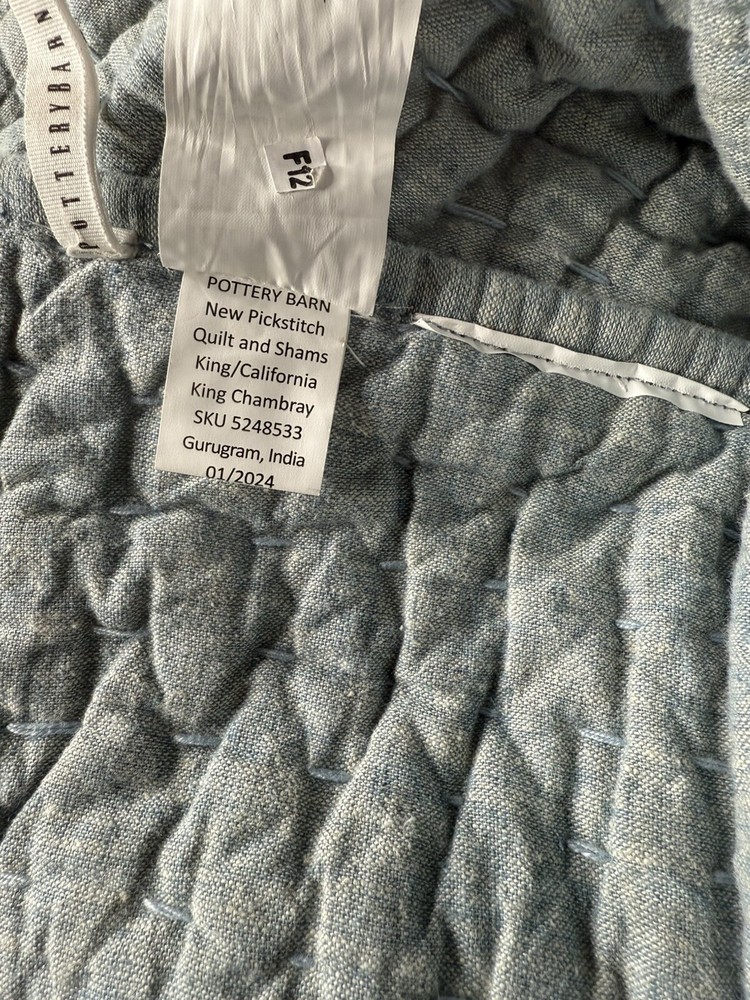 POTTERYBARN
F12
POTTERY BARN
New Pickstitch
Quilt and Shams
King/California
King Chambray
SKU 5248533
Gurugram, India
01/2024